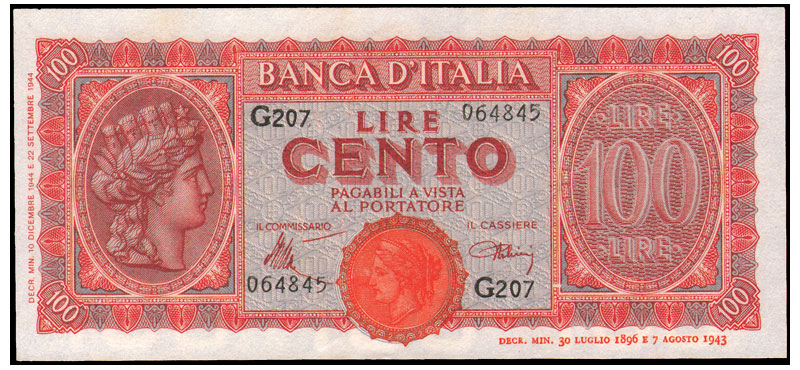 100
100
BANCA D'ITALIA
G207 064845
LIRE
CENTO
PAGABILI A VISTA
AL PORTATORE
IL COMMISSARIO IL CASSIERE
064845 G207
LIRE
100
LIRE
100
100
DECR. MIN. 10 DICEMBRE 1944 E 22 SETTEMBRE 1944
DECR. MIN. 30 LUGLIO 1896 E 7 AGOSTO 1943